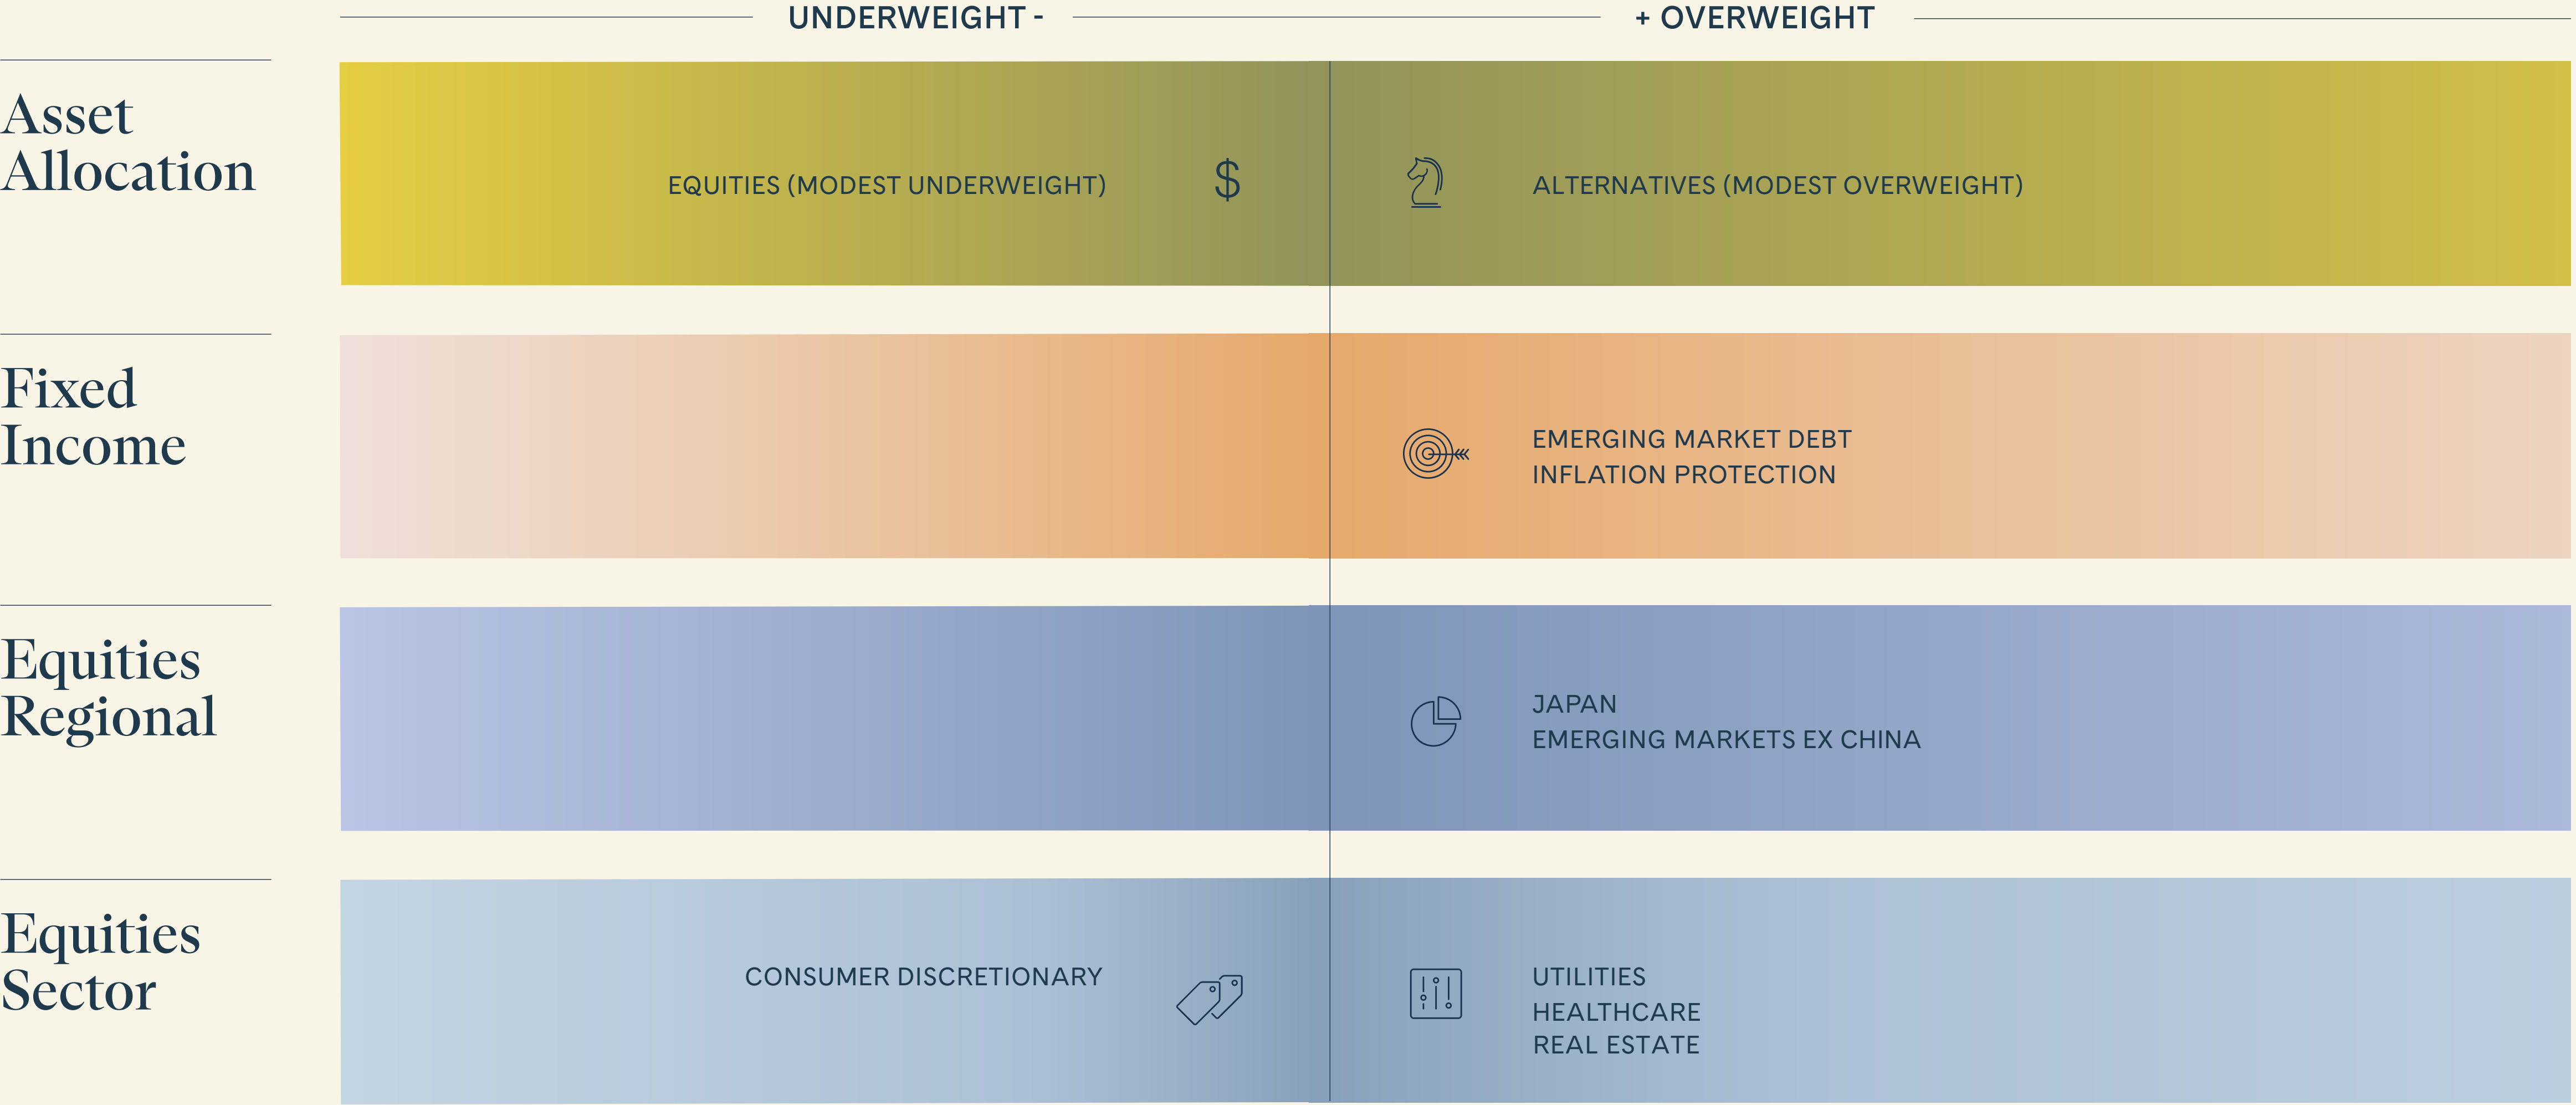 UNDERWEIGHT -
+ OVERWEIGHT
Asset
Allocation
EQUITIES (MODEST UNDERWEIGHT)
$
ALTERNATIVES (MODEST OVERWEIGHT)
Fixed
Income
EMERGING MARKET DEBT
INFLATION PROTECTION
Equities
Regional
JAPAN
EMERGING MARKETS EX CHINA
Equities
Sector
CONSUMER DISCRETIONARY
UTILITIES
HEALTHCARE
REAL ESTATE